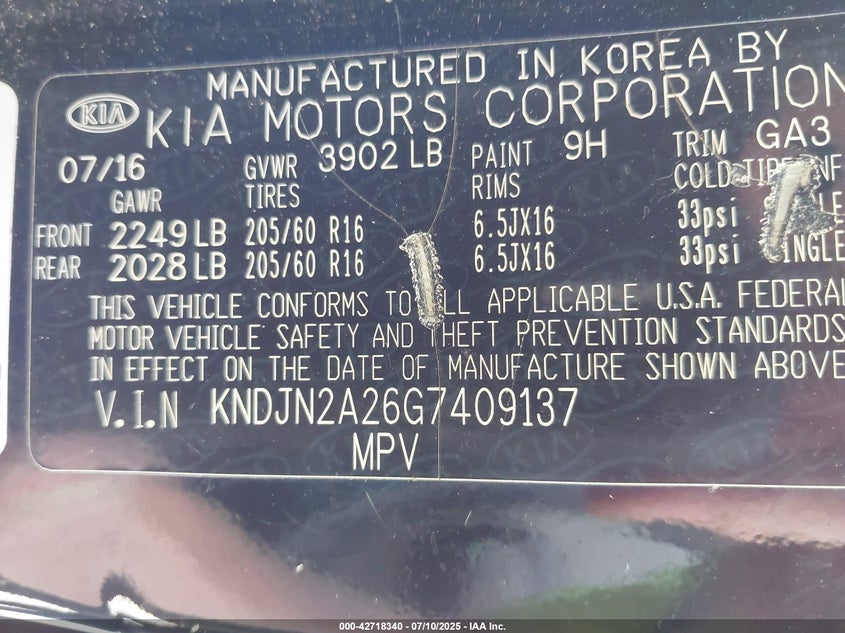 MANUFACTURED IN KOREA BY
KIA KIA MOTORS CORPORATION
07/16 GVWR 3902 LB PAINT 9H TRIM GA3
GAWR TIRES RIMS COLD
FRONT 2249 LB 205/60 R16 6.5JX16 33psi
REAR 2028 LB 205/60 R16 6.5JX16 33psi
THIS VEHICLE CONFORMS TO ALL APPLICABLE U.S.A. FEDERAL
MOTOR VEHICLE SAFETY AND THEFT PREVENTION STANDARDS
IN EFFECT ON THE DATE OF MANUFACTURE SHOWN ABOVE
V.I.N KNDJN2A26G7409137
MPV
000-42718340 - 07/10/2025 - IAA Inc.